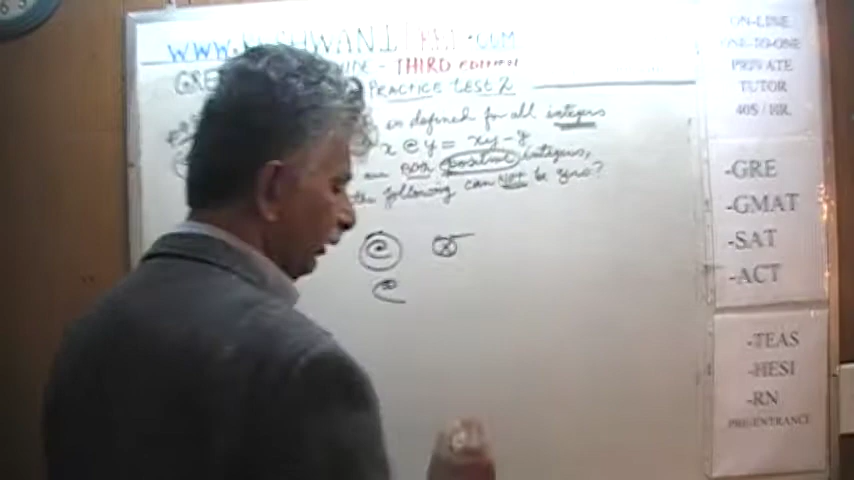 GRE
THIRD EDITION
PRACTICE TEST 2
is defined for all integers
x @ y = xy - y
are BOTH positive integers,
the following can NOT be zero?
@
ON-LINE
ONE-TO-ONE
PRIVATE
TUTOR
40$ / HR.
-GRE
-GMAT
-SAT
-ACT
-TEAS
-HESI
-RN
PRE-ENTRANCE